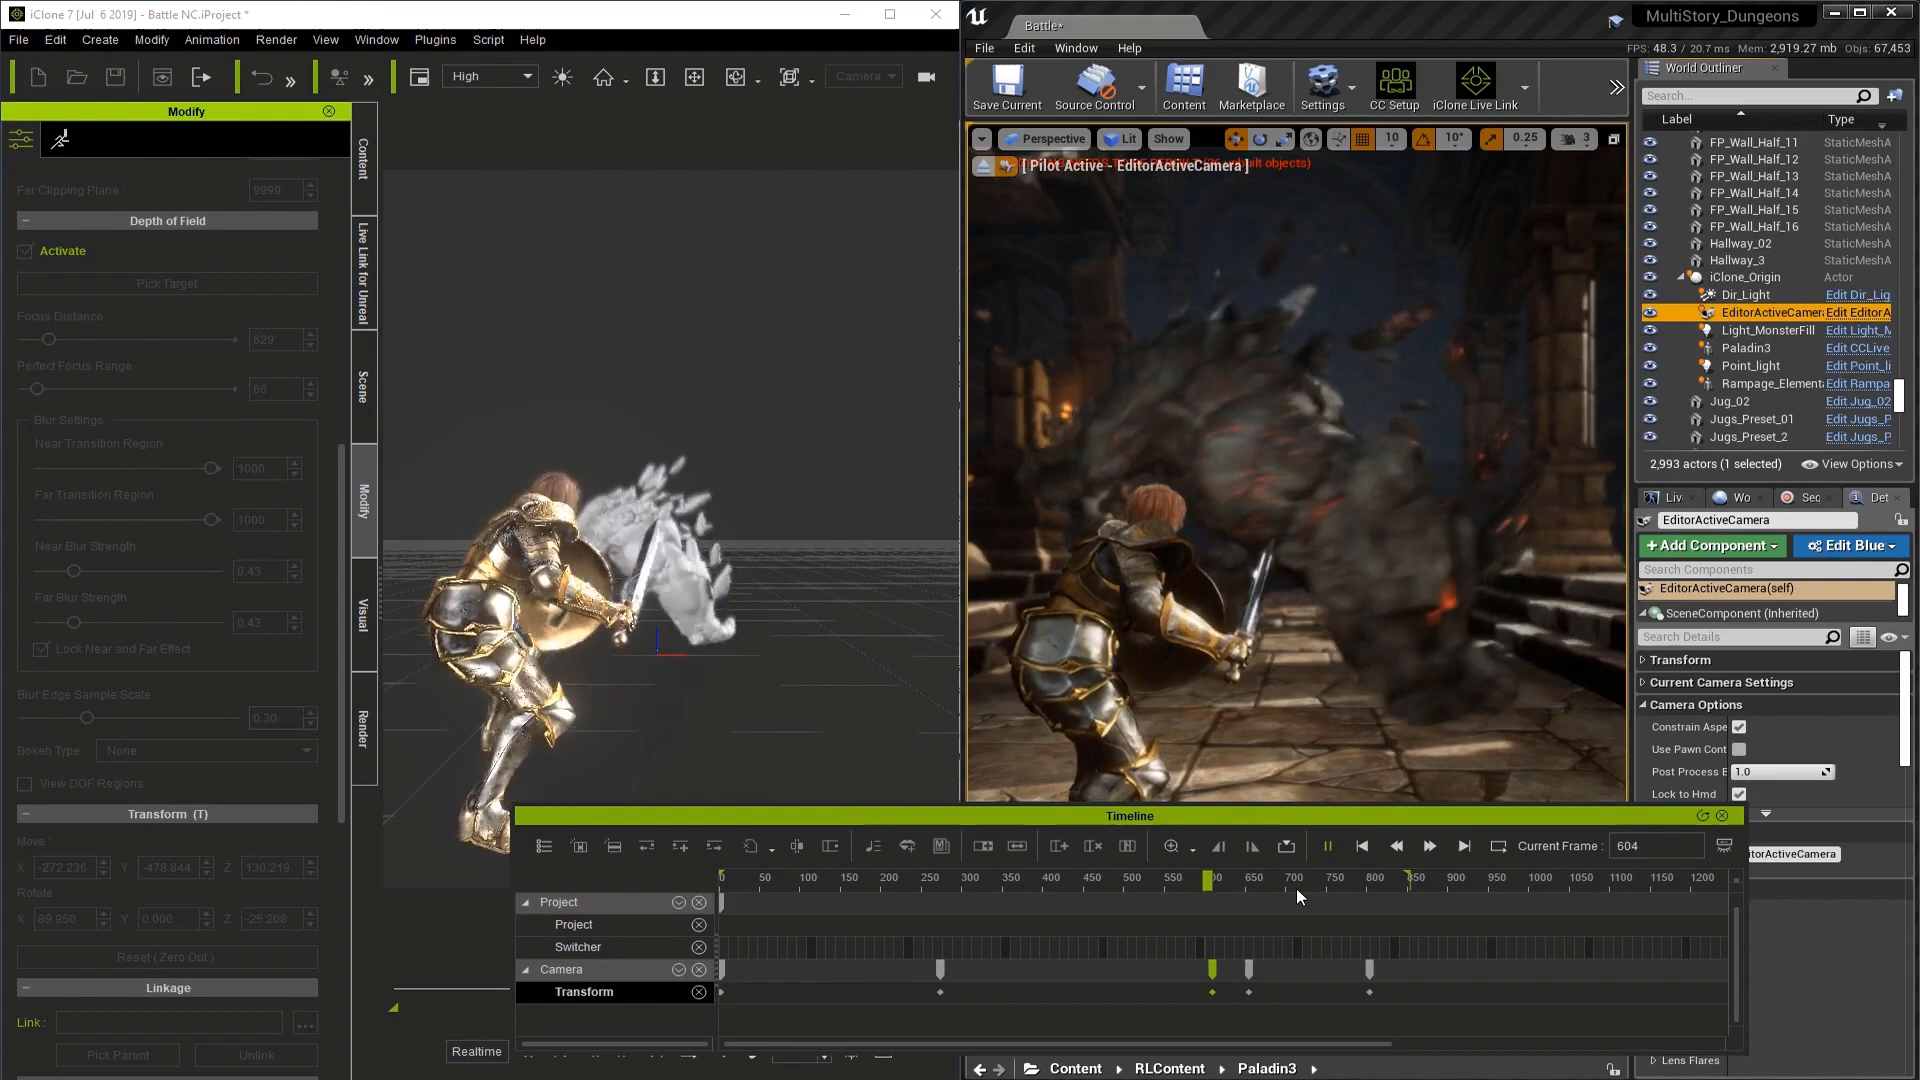 iClone 7 [Jul  6 2019] - Battle NC.iProject *
File Edit Create Modify Animation Render View Window Plugins Script Help
High
Camera
Modify
Far Clipping Plane : 9999
Depth of Field
Activate
Pick Target
Focus Distance
629
Perfect Focus Range
66
Blur Settings
Near Transition Region
1000
Far Transition Region
1000
Near Blur Strength
0.43
Far Blur Strength
0.43
Lock Near and Far Effect
Blur Edge Sample Scale
0.30
Bokeh Type : None
View DOF Regions
Transform (T)
Move :
X -272.236 Y -478.844 Z 130.219
Rotate :
X 89.950 Y 0.000 Z -25.208
Reset ( Zero Out )
Linkage
Link : ...
Pick Parent Unlink
Content
Live Link for Unreal
Scene
Modify
Visual
Render
Realtime
Battle*
MultiStory_Dungeons
File Edit Window Help
FPS: 48.3 / 20.7 ms Mem: 2,919.27 mb Objs: 67,453
Save Current Source Control Content Marketplace Settings CC Setup iClone Live Link
Perspective Lit Show 10 10° 0.25 3
[ Pilot Active - EditorActiveCamera ]
objects)
World Outliner
Search...
Label Type
FP_Wall_Half_11 StaticMeshA
FP_Wall_Half_12 StaticMeshA
FP_Wall_Half_13 StaticMeshA
FP_Wall_Half_14 StaticMeshA
FP_Wall_Half_15 StaticMeshA
FP_Wall_Half_16 StaticMeshA
Hallway_02 StaticMeshA
Hallway_3 StaticMeshA
iClone_Origin Actor
Dir_Light Edit Dir_Lig
EditorActiveCamer Edit EditorA
Light_MonsterFill Edit Light_M
Paladin3 Edit CCLive
Point_light Edit Point_li
Rampage_Element Edit Rampa
Jug_02 Edit Jug_02
Jugs_Preset_01 Edit Jugs_P
Jugs_Preset_2 Edit Jugs_P
2,993 actors (1 selected) View Options
Liv Wo Sec Det
EditorActiveCamera
+Add Component Edit Blue
Search Components
EditorActiveCamera(self)
SceneComponent (Inherited)
Search Details
Transform
Current Camera Settings
Camera Options
Constrain Aspe
Use Pawn Cont
Post Process B 1.0
Lock to Hmd
torActiveCamera
Lens Flares
Timeline
Current Frame : 604
0 50 100 150 200 250 300 350 400 450 500 550 600 650 700 750 800 850 900 950 1000 1050 1100 1150 1200
Project
Project
Switcher
Camera
Transform
Content RLContent Paladin3